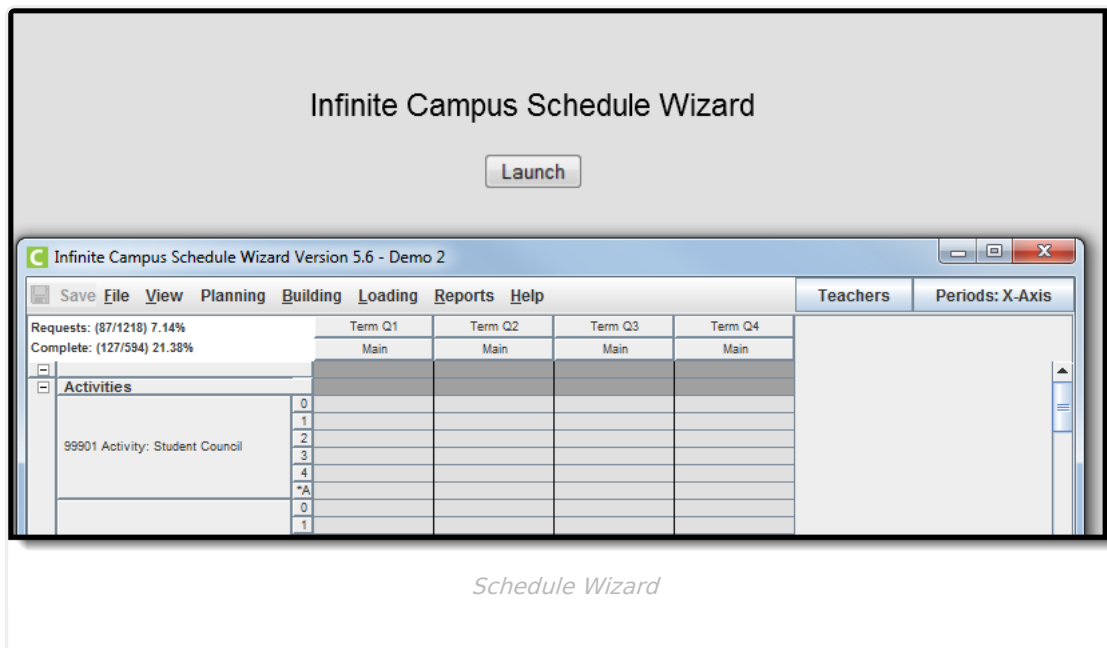 Infinite Campus Schedule Wizard
Launch
C Infinite Campus Schedule Wizard Version 5.6 - Demo 2
Save File View Planning Building Loading Reports Help Teachers Periods: X-Axis
Requests: (87/1218) 7.14% Term Q1 Term Q2 Term Q3 Term Q4
Complete: (127/594) 21.38% Main Main Main Main
Activities
0
1
2
99901 Activity: Student Council
3
4
*A
0
1
Schedule Wizard